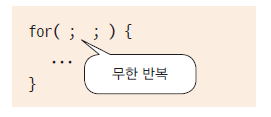 for( ; ; ) {
...
무한 반복
}